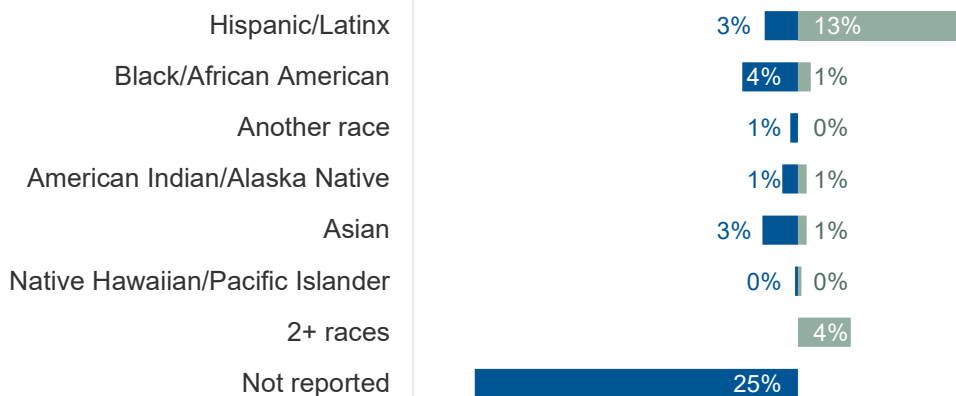 Hispanic/Latinx 3% 13%
Black/African American 4% 1%
Another race 1% 0%
American Indian/Alaska Native 1% 1%
Asian 3% 1%
Native Hawaiian/Pacific Islander 0% 0%
2+ races 4%
Not reported 25%